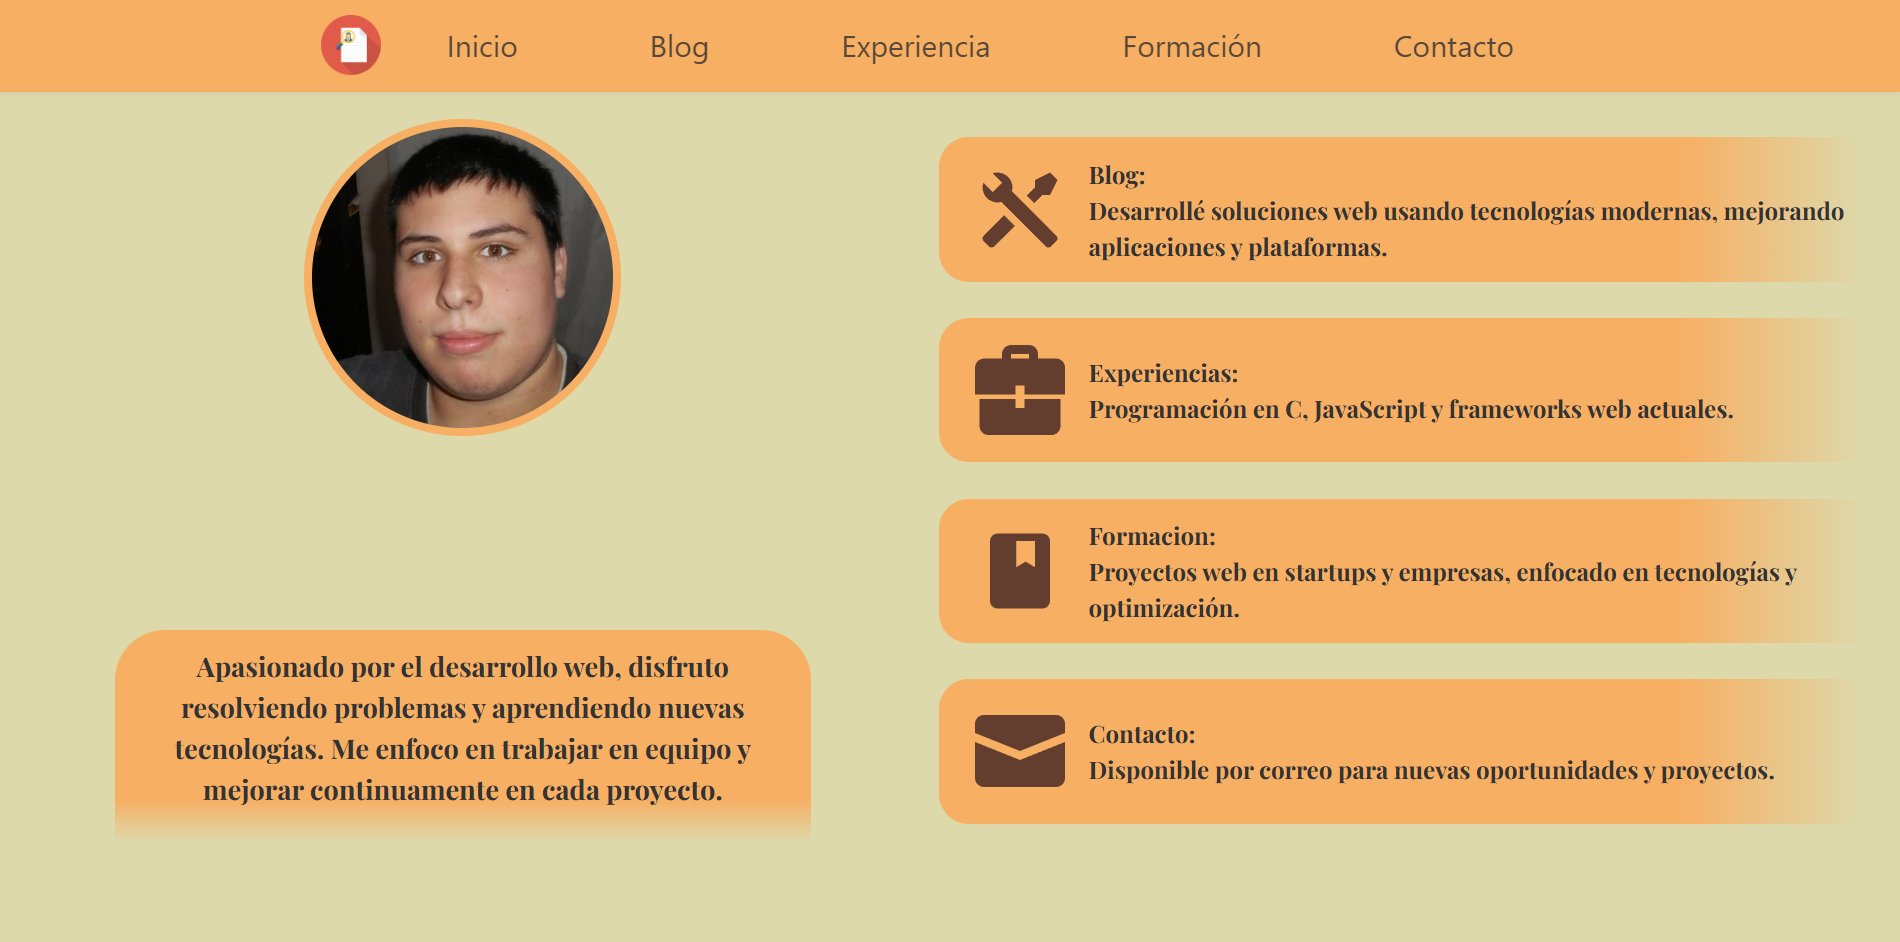 Inicio
Blog
Experiencia
Formación
Contacto
Blog:
Desarrollé soluciones web usando tecnologías modernas, mejorando
aplicaciones y plataformas.
Experiencias:
Programación en C, JavaScript y frameworks web actuales.
Formacion:
Proyectos web en startups y empresas, enfocado en tecnologías y
optimización.
Contacto:
Disponible por correo para nuevas oportunidades y proyectos.
Apasionado por el desarrollo web, disfruto
resolviendo problemas y aprendiendo nuevas
tecnologías. Me enfoco en trabajar en equipo y
mejorar continuamente en cada proyecto.